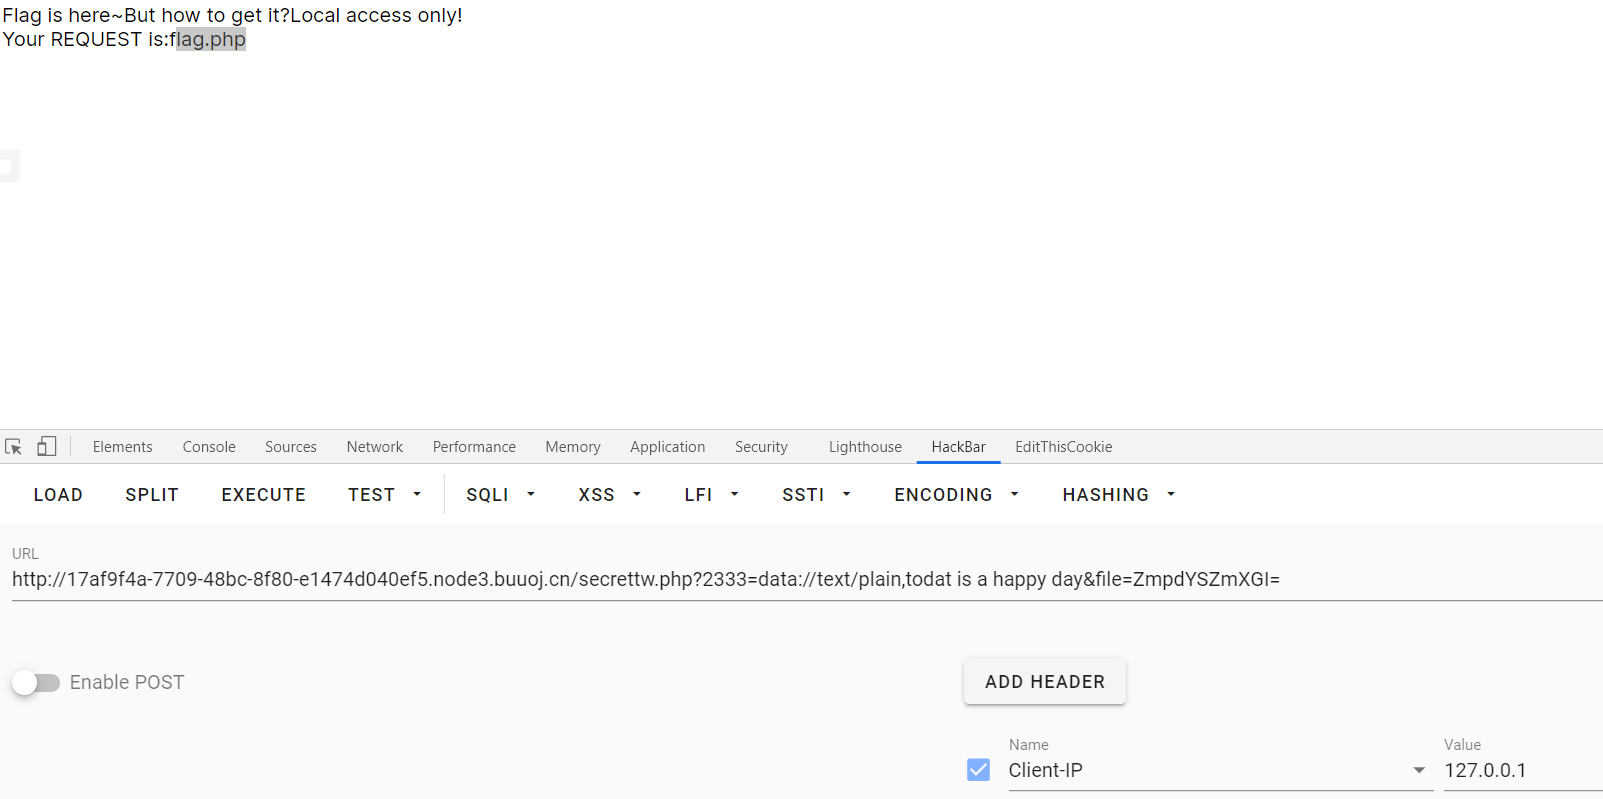 Flag is here~But how to get it?Local access only!
Your REQUEST is:flag.php
Elements Console Sources Network Performance Memory Application Security Lighthouse HackBar EditThisCookie
LOAD SPLIT EXECUTE TEST SQLI XSS LFI SSTI ENCODING HASHING
URL
http://17af9f4a-7709-48bc-8f80-e1474d040ef5.node3.buuoj.cn/secrettw.php?2333=data://text/plain,todat is a happy day&file=ZmpdYSZmXGI=
Enable POST
ADD HEADER
Name Value
Client-IP 127.0.0.1